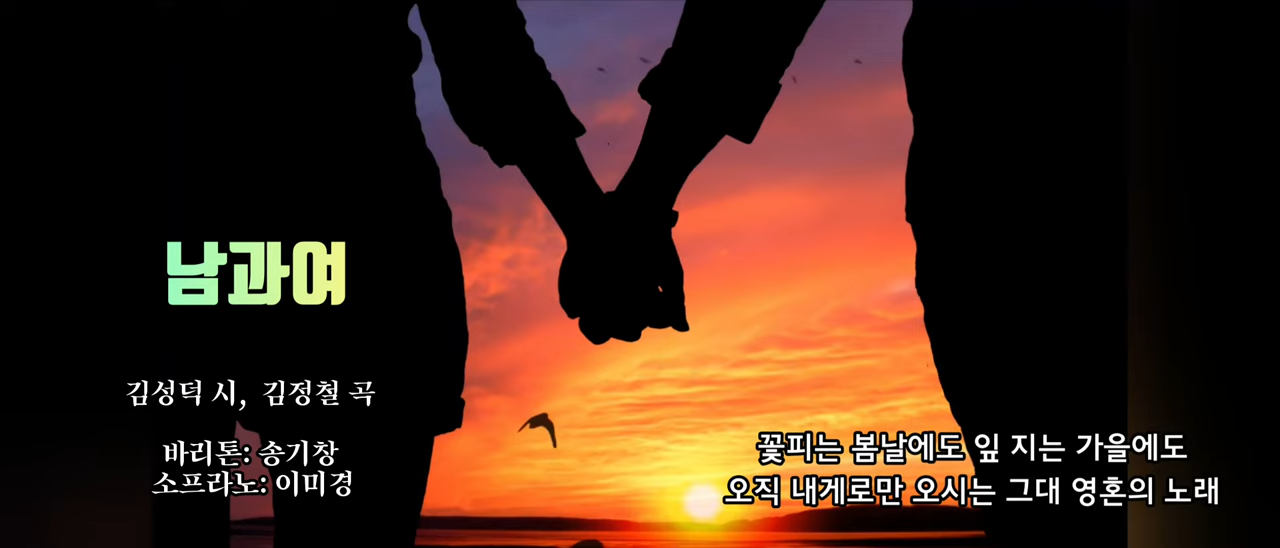 남과여
김성덕 시, 김정철 곡
바리톤: 송기창
소프라노: 이미경
꽃피는 봄날에도 잎 지는 가을에도
오직 내게로만 오시는 그대 영혼의 노래